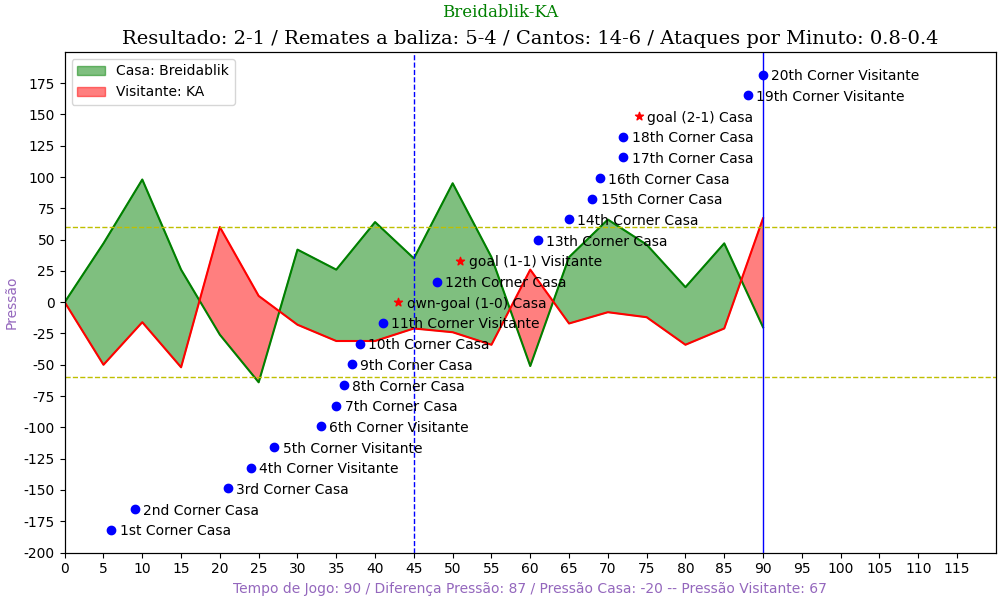 Breidablik-KA
Resultado: 2-1 / Remates a baliza: 5-4 / Cantos: 14-6 / Ataques por Minuto: 0.8-0.4
Casa: Breidablik
Visitante: KA
20th Corner Visitante
19th Corner Visitante
goal (2-1) Casa
18th Corner Casa
17th Corner Casa
16th Corner Casa
15th Corner Casa
14th Corner Casa
13th Corner Casa
goal (1-1) Visitante
12th Corner Casa
own-goal (1-0) Casa
11th Corner Visitante
10th Corner Casa
9th Corner Casa
8th Corner Casa
7th Corner Casa
6th Corner Visitante
5th Corner Visitante
4th Corner Visitante
3rd Corner Casa
2nd Corner Casa
1st Corner Casa
Pressão
175
150
125
100
75
50
25
0
-25
-50
-75
-100
-125
-150
-175
-200
0 5 10 15 20 25 30 35 40 45 50 55 60 65 70 75 80 85 90 95 100 105 110 115
Tempo de Jogo: 90 / Diferença Pressão: 87 / Pressão Casa: -20 -- Pressão Visitante: 67